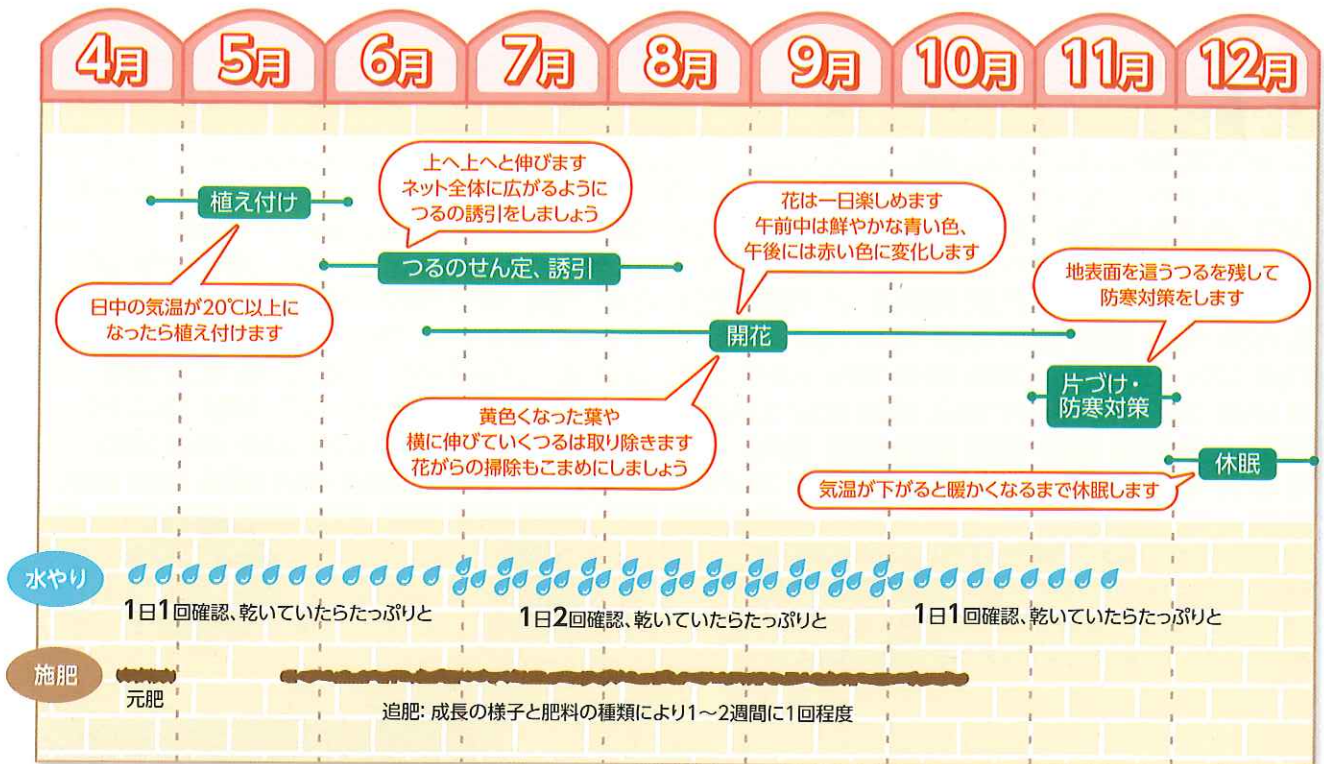 4月 5月 6月 7月 8月 9月 10月 11月 12月
植え付け
日中の気温が20℃以上に
なったら植え付けます
上へ上へと伸びます
ネット全体に広がるように
つるの誘引をしましょう
つるのせん定、誘引
花は一日楽しめます
午前中は鮮やかな青い色、
午後には赤い色に変化します
開花
黄色くなった葉や
横に伸びていくつるは取り除きます
花がらの掃除もこまめにしましょう
地表面を這うつるを残して
防寒対策をします
片づけ・
防寒対策
休眠
気温が下がると暖かくなるまで休眠します
水やり
1日1回確認、乾いていたらたっぷりと
1日2回確認、乾いていたらたっぷりと
1日1回確認、乾いていたらたっぷりと
施肥
元肥
追肥: 成長の様子と肥料の種類により1〜2週間に1回程度